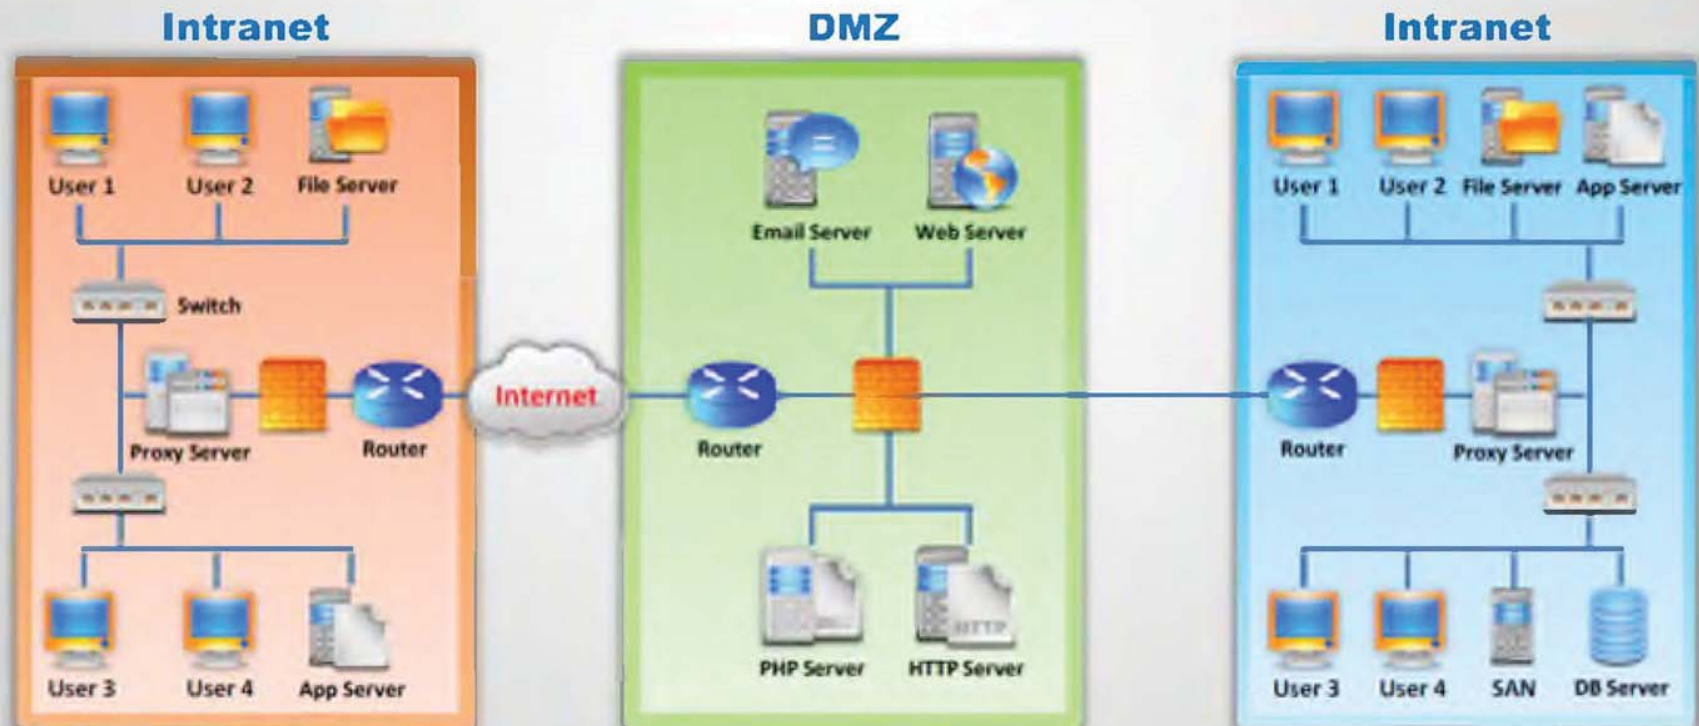 Intranet
DMZ
Intranet
User 1
User 2
File Server
Switch
Proxy Server
Router
User 3
User 4
App Server
Internet
Email Server
Web Server
Router
PHP Server
HTTP
HTTP Server
User 1
User 2
File Server
App Server
Router
Proxy Server
User 3
User 4
SAN
DB Server